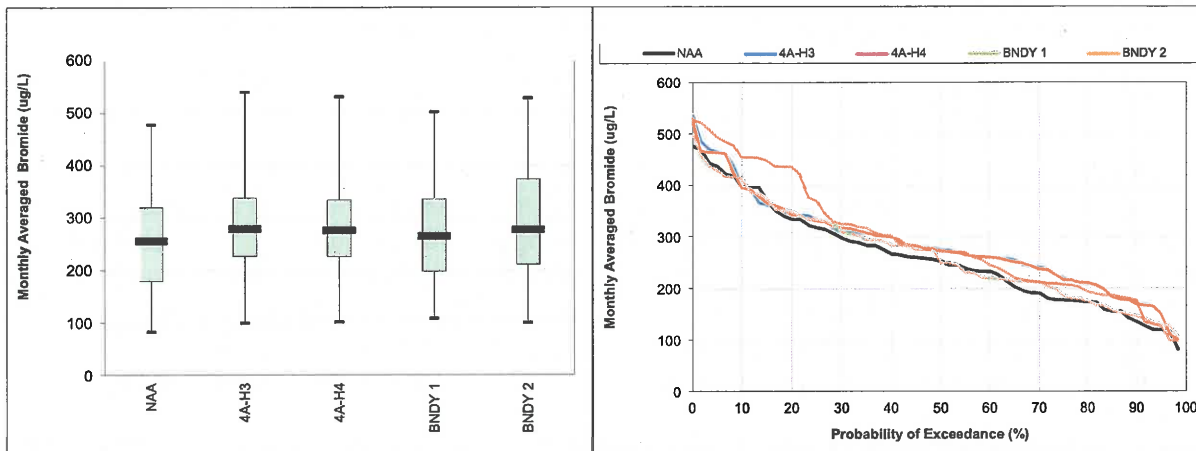 Monthly Averaged Bromide (ug/L)
600
500
400
300
200
100
0
NAA
4A-H3
4A-H4
BNDY 1
BNDY 2
NAA 4A-H3 4A-H4 BNDY 1 BNDY 2
Monthly Averaged Bromide (ug/L)
600
500
400
300
200
100
0
0 10 20 30 40 50 60 70 80 90 100
Probability of Exceedance (%)